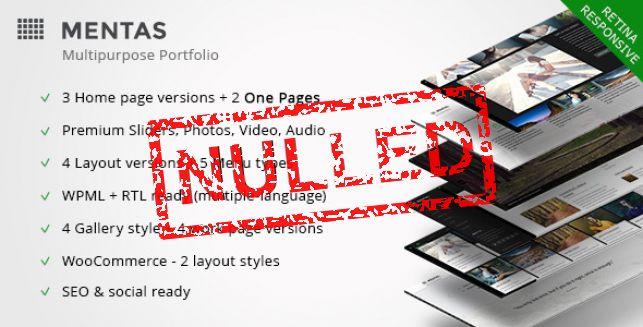 MENTAS
Multipurpose Portfolio
RETINA
RESPONSIVE
3 Home page versions + 2 One Pages
Premium Sliders, Photos, Video, Audio
4 Layout versions 5 Menu types
WPML + RTL ready (multiple language)
4 Gallery styles 4 work page versions
WooCommerce - 2 layout styles
SEO & social ready
NULLED